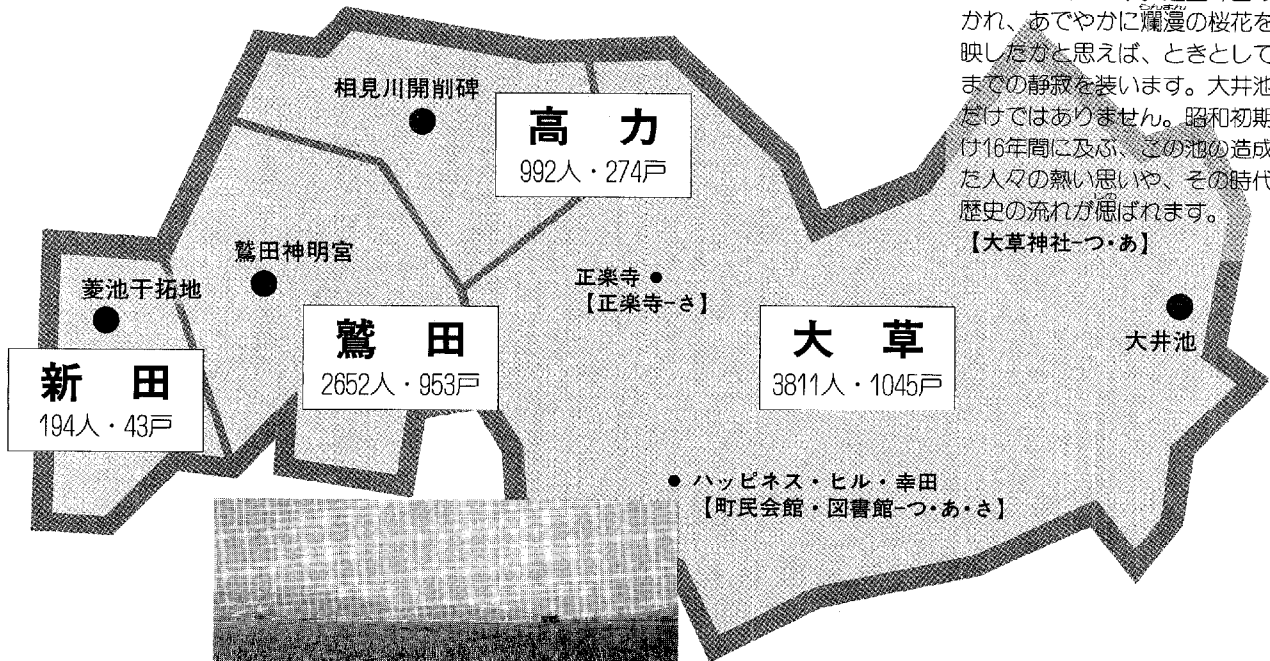 かれ、あでやかに爛漫の桜花を
映したかと思えば、ときとして
までの静寂を装います。大井池
だけではありません。昭和初期
け16年間に及ぶ、この池の造成
た人々の熱い思いや、その時代
歴史の流れが偲ばれます。
【大草神社-つ・あ】
相見川開削碑
高 力
992人・274戸
鷲田神明宮
菱池干拓地
正楽寺
【正楽寺-さ】
大井池
鷲 田
2652人・953戸
大 草
3811人・1045戸
新 田
194人・43戸
ハッピネス・ヒル・幸田
【町民会館・図書館-つ・あ・さ】